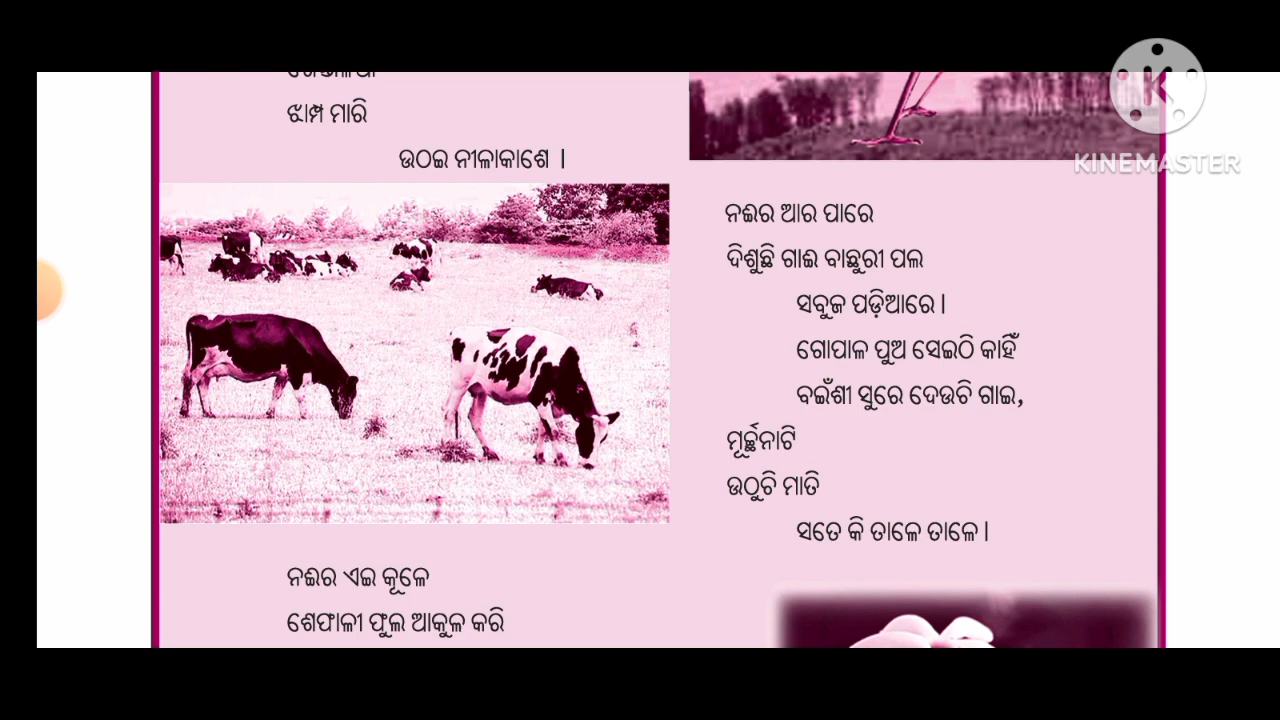 ଝାମ୍ପ ମାରି
ଉଠଇ ନୀଳାକାଶେ ।
ନଈର ଏଇ କୂଳେ
ଶେଫାଳୀ ଫୁଲ ଆକୁଳ କରି
ନଈର ଆର ପାରେ
ଦିଶୁଛି ଗାଈ ବାଛୁରୀ ପଲ
ସବୁଜ ପଡ଼ିଆରେ ।
ଗୋପାଳ ପୁଅ ସେଇଠି କାହିଁ
ବଇଁଶୀ ସୁରେ ଦେଉଚି ଗାଇ,
ମୂର୍ଚ୍ଛନାଟି
ଉଠୁଚି ମାତି
ସତେ କି ତାଳେ ତାଳେ ।
KINEMASTER